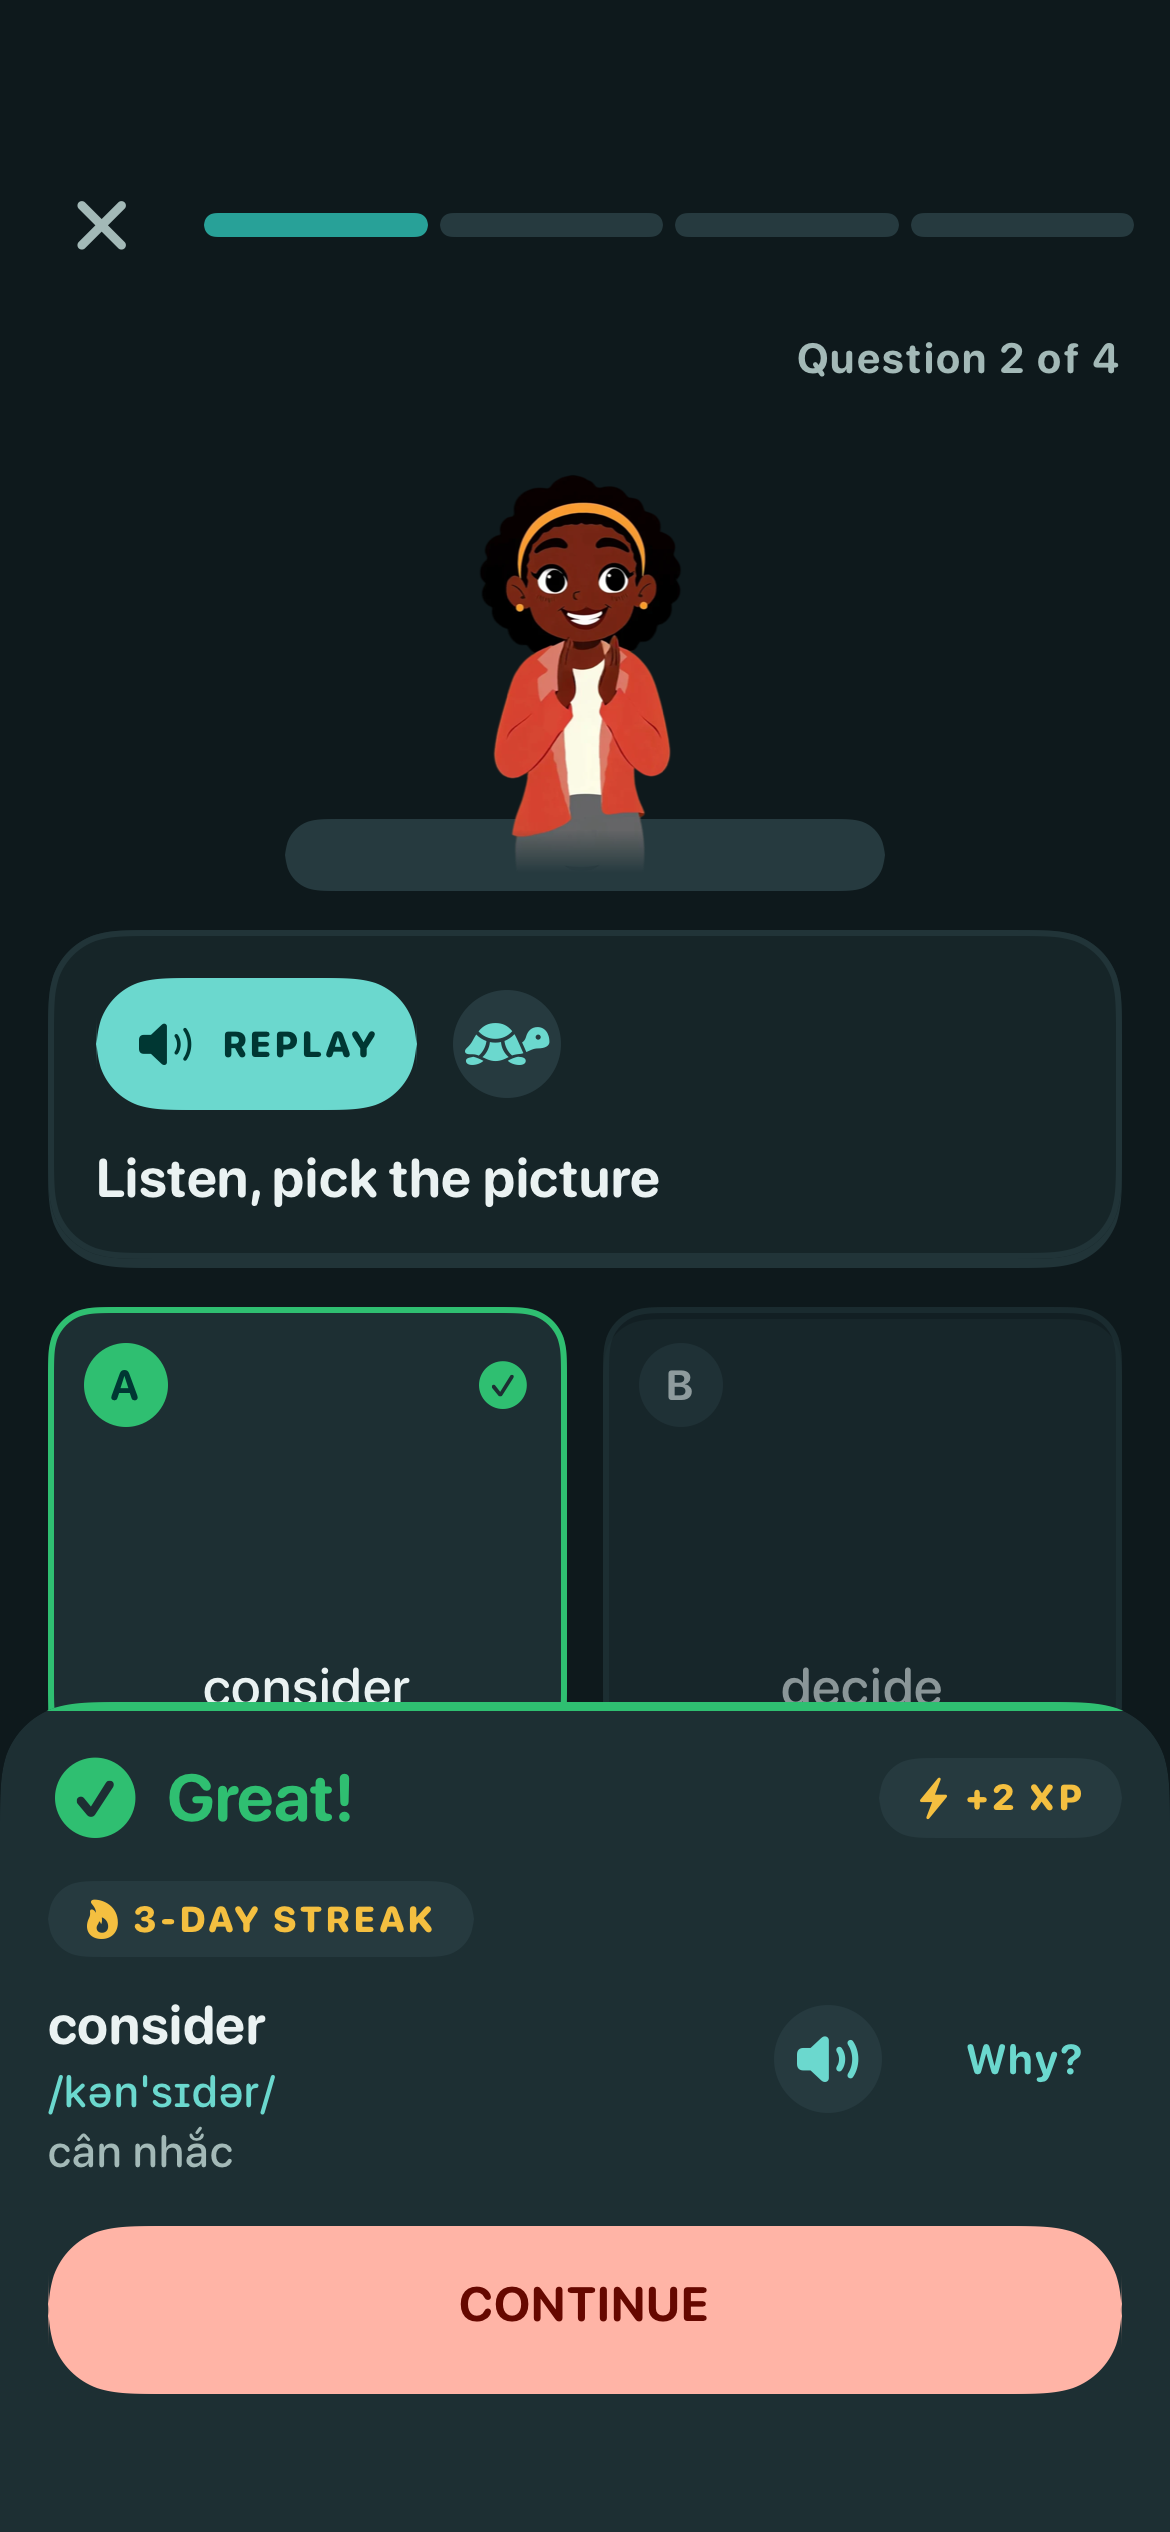 Question 2 of 4
REPLAY
Listen, pick the picture
A
B
consider
decide
Great!
+2 XP
3-DAY STREAK
consider
/kən'sɪdər/
cân nhắc
Why?
CONTINUE